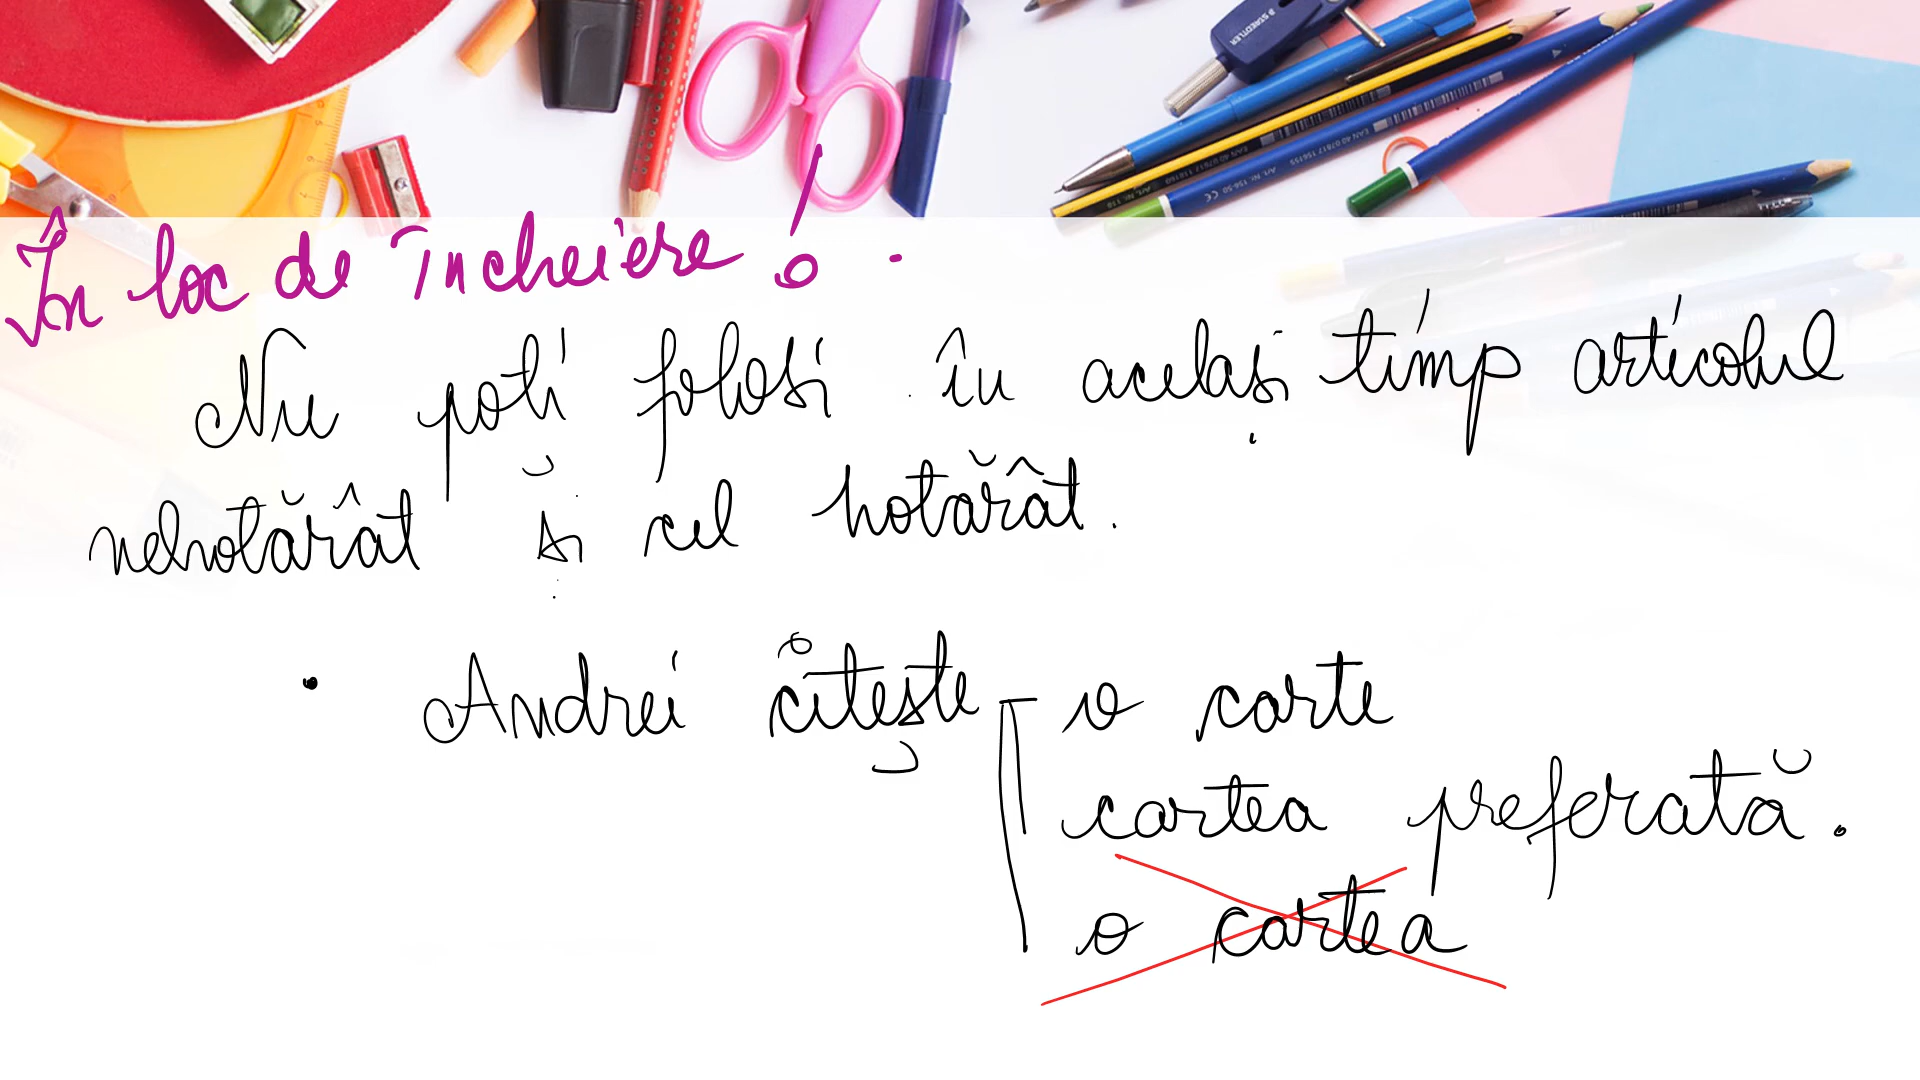 În loc de încheiere!
Nu poți folosi în același timp articolul
nehotărât și cel hotărât.
• Andrei citește o carte
cartea preferată.
o cartea